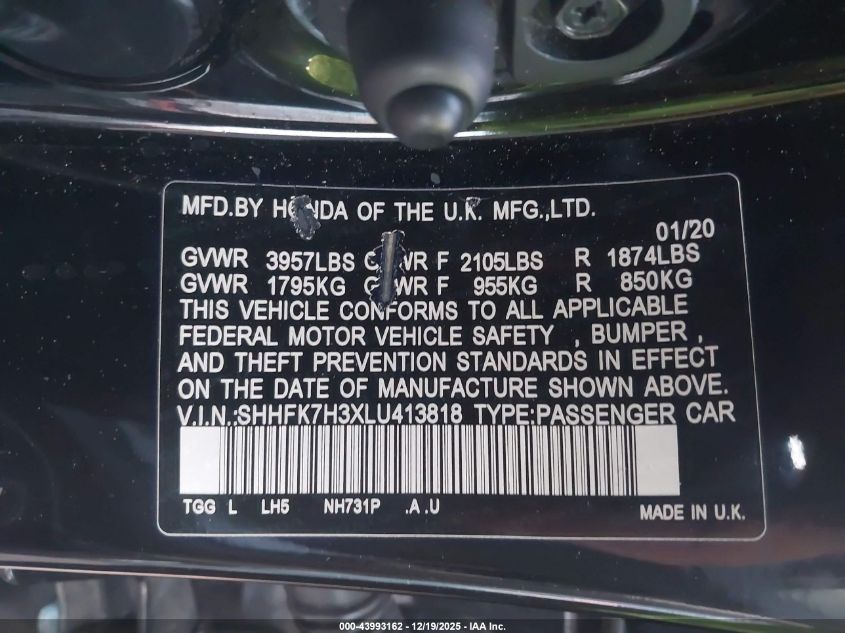 MFD.BY HONDA OF THE U.K. MFG.,LTD.
01/20
GVWR 3957LBS GAWR F 2105LBS R 1874LBS
GVWR 1795KG GAWR F 955KG R 850KG
THIS VEHICLE CONFORMS TO ALL APPLICABLE
FEDERAL MOTOR VEHICLE SAFETY , BUMPER ,
AND THEFT PREVENTION STANDARDS IN EFFECT
ON THE DATE OF MANUFACTURE SHOWN ABOVE.
V.I.N.:SHHFK7H3XLU413818 TYPE:PASSENGER CAR
TGG L LH5 NH731P .A .U
MADE IN U.K.
000-43993162 - 12/19/2025 - IAA Inc.